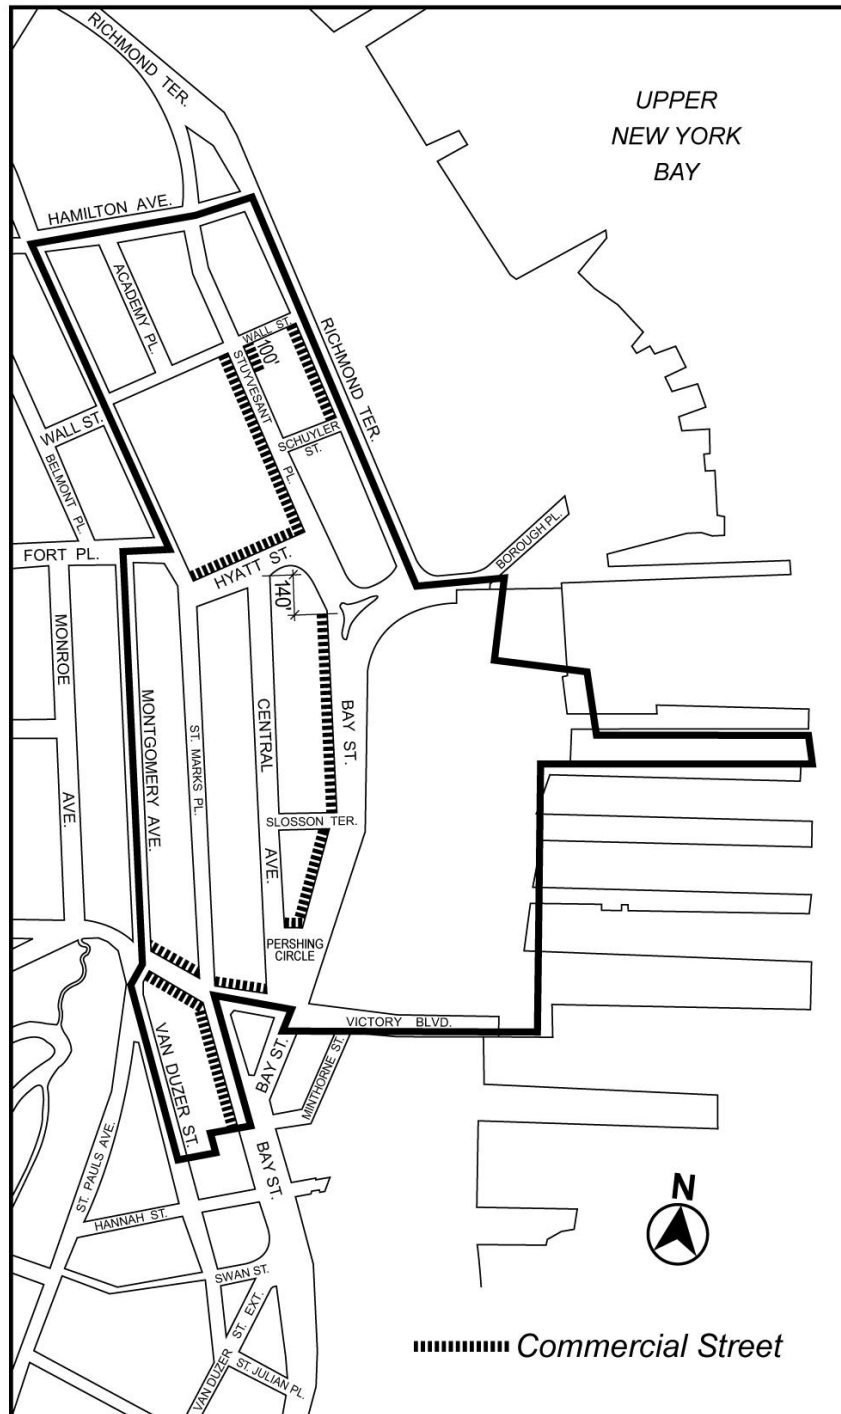 RICHMOND TER.
UPPER
NEW YORK
BAY
HAMILTON AVE.
ACADEMY PL.
WALL ST.
100'
STUYVESANT
PL.
RICHMOND TER.
SCHUYLER
ST.
WALL ST.
BELMONT PL.
FORT PL.
HYATT ST.
BOROUGH PL.
140'
MONROE
AVE.
MONTGOMERY AVE.
ST. MARKS PL.
CENTRAL
AVE.
BAY ST.
SLOSSON TER.
PERSHING
CIRCLE
VICTORY BLVD.
VAN DUZER ST.
BAY ST.
MINTHORNE ST.
ST. PAULS AVE.
BAY ST.
HANNAH ST.
SWAN ST.
VAN DUZER ST. EXT.
ST. JULIAN PL.
N
Commercial Street